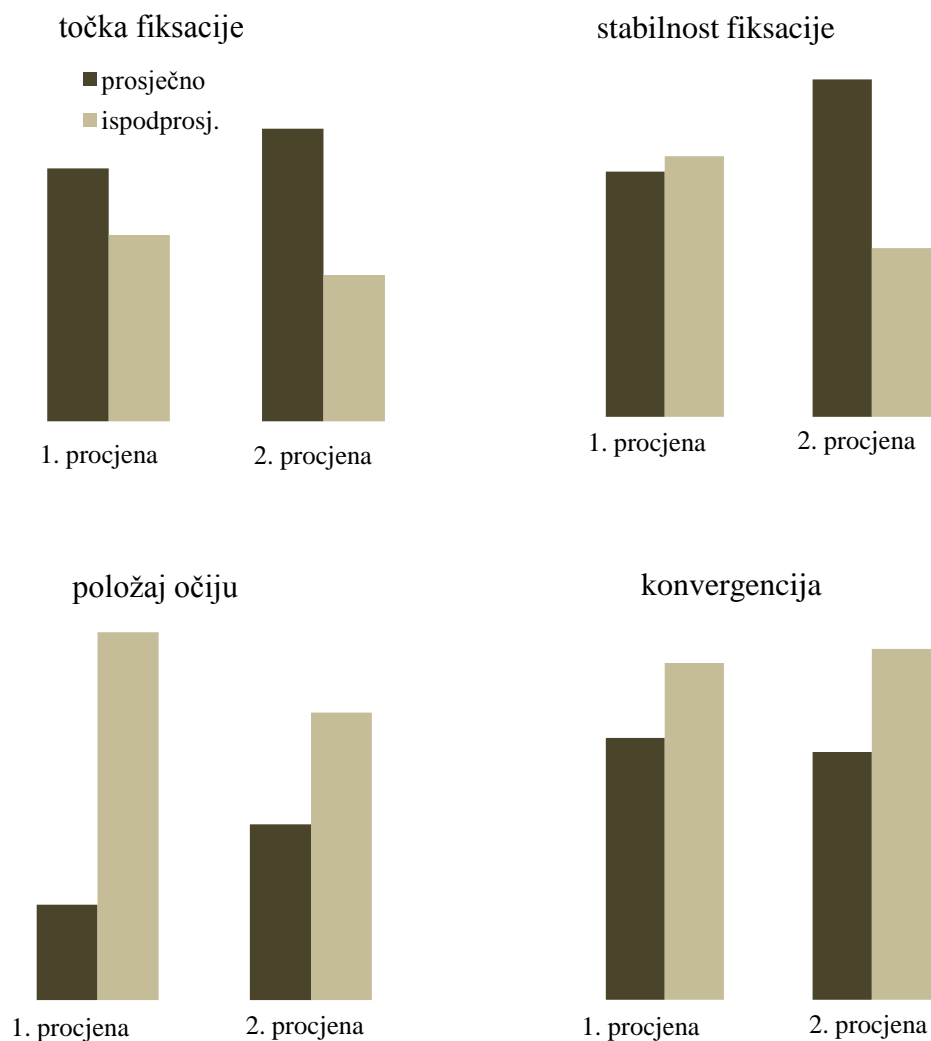 točka fiksacije
prosječno
ispodprosj.
1. procjena
2. procjena
stabilnost fiksacije
1. procjena
2. procjena
položaj očiju
1. procjena
2. procjena
konvergencija
1. procjena
2. procjena